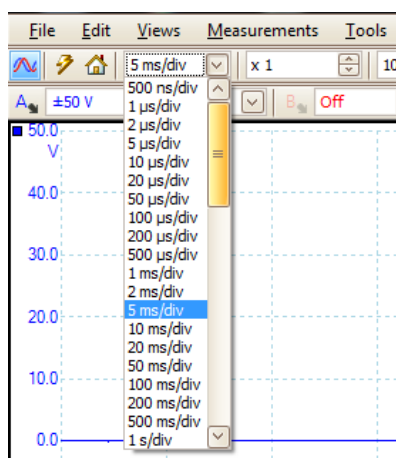 File Edit Views Measurements Tools
5 ms/div x 1 10
A ±50 V B Off
50.0
V
40.0
30.0
20.0
10.0
0.0
500 ns/div
1 µs/div
2 µs/div
5 µs/div
10 µs/div
20 µs/div
50 µs/div
100 µs/div
200 µs/div
500 µs/div
1 ms/div
2 ms/div
5 ms/div
10 ms/div
20 ms/div
50 ms/div
100 ms/div
200 ms/div
500 ms/div
1 s/div